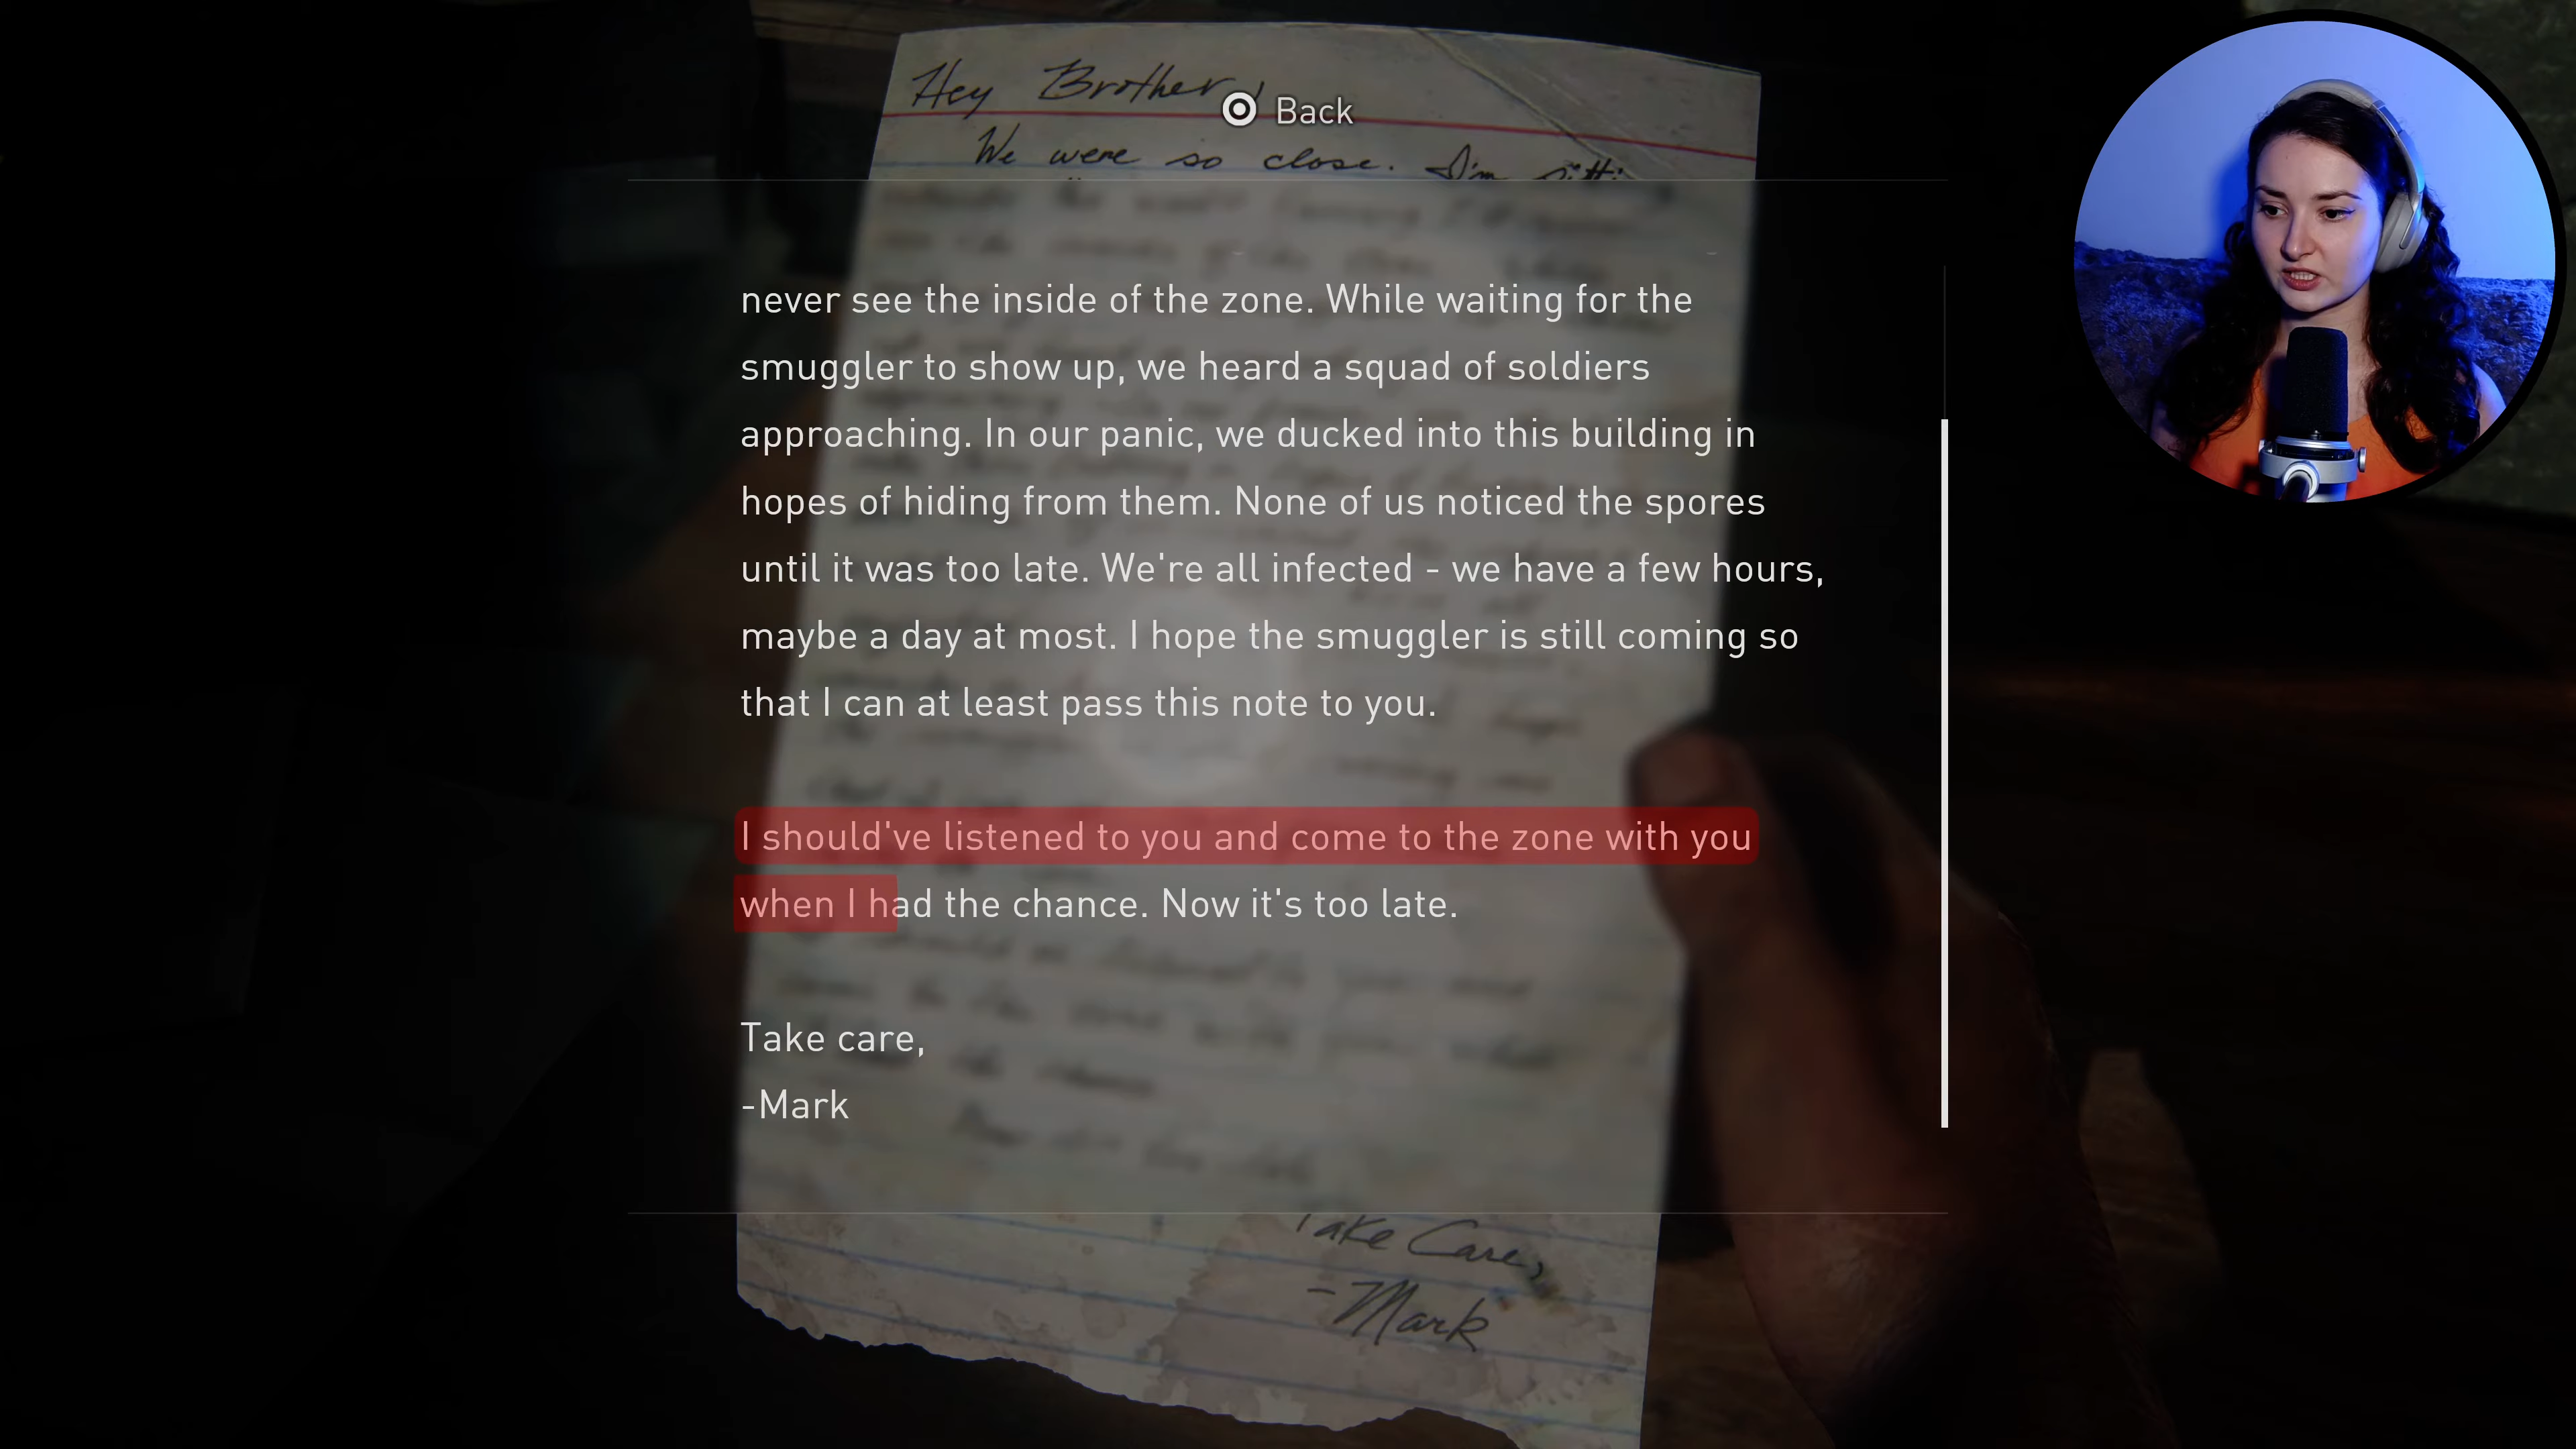 Hey Brother,
Back
We were so close. I'm
never see the inside of the zone. While waiting for the
smuggler to show up, we heard a squad of soldiers
approaching. In our panic, we ducked into this building in
hopes of hiding from them. None of us noticed the spores
until it was too late. We're all infected - we have a few hours,
maybe a day at most. I hope the smuggler is still coming so
that I can at least pass this note to you.
I should've listened to you and come to the zone with you
when I had the chance. Now it's too late.
Take care,
-Mark
Take Care,
-Mark